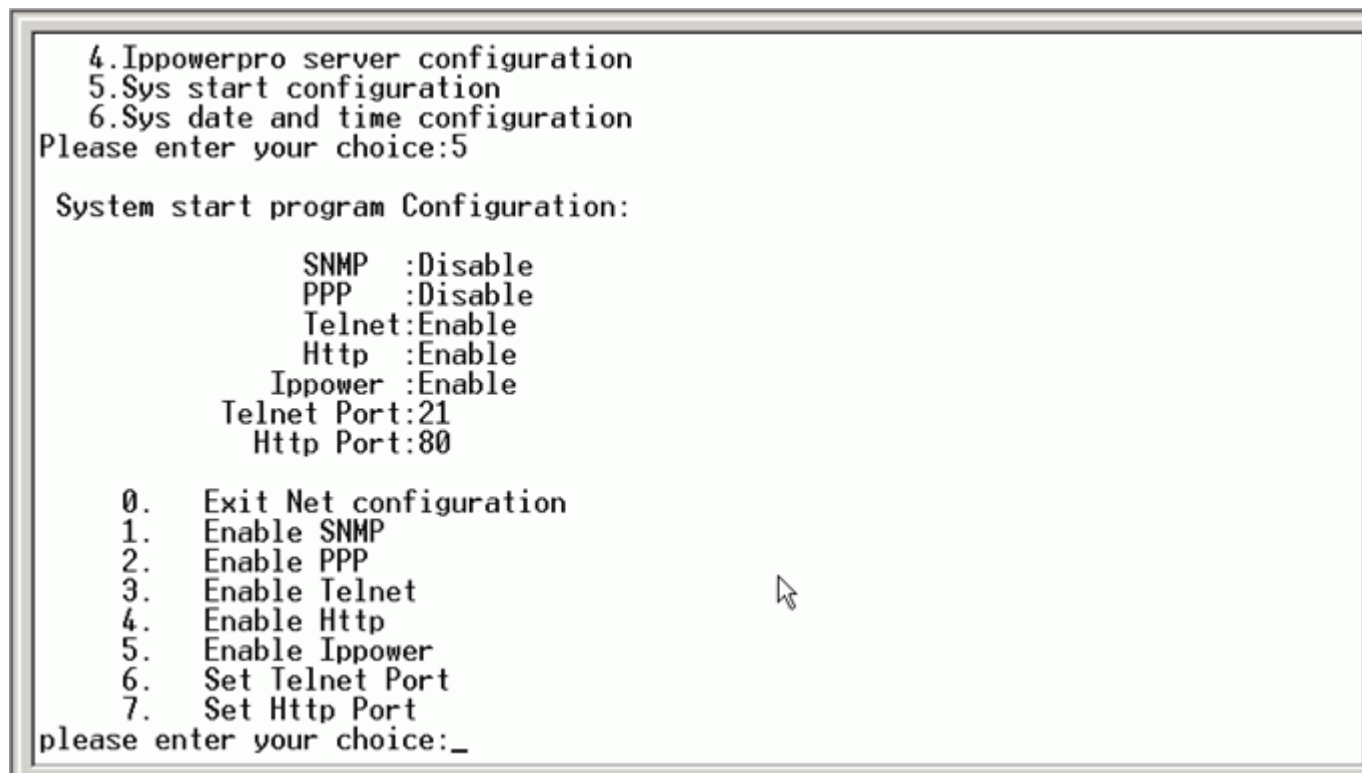 4.Ippowerpro server configuration
5.Sys start configuration
6.Sys date and time configuration
Please enter your choice:5
System start program Configuration:
SNMP :Disable
PPP :Disable
Telnet:Enable
Http :Enable
Ippower :Enable
Telnet Port:21
Http Port:80
0. Exit Net configuration
1. Enable SNMP
2. Enable PPP
3. Enable Telnet
4. Enable Http
5. Enable Ippower
6. Set Telnet Port
7. Set Http Port
please enter your choice:_